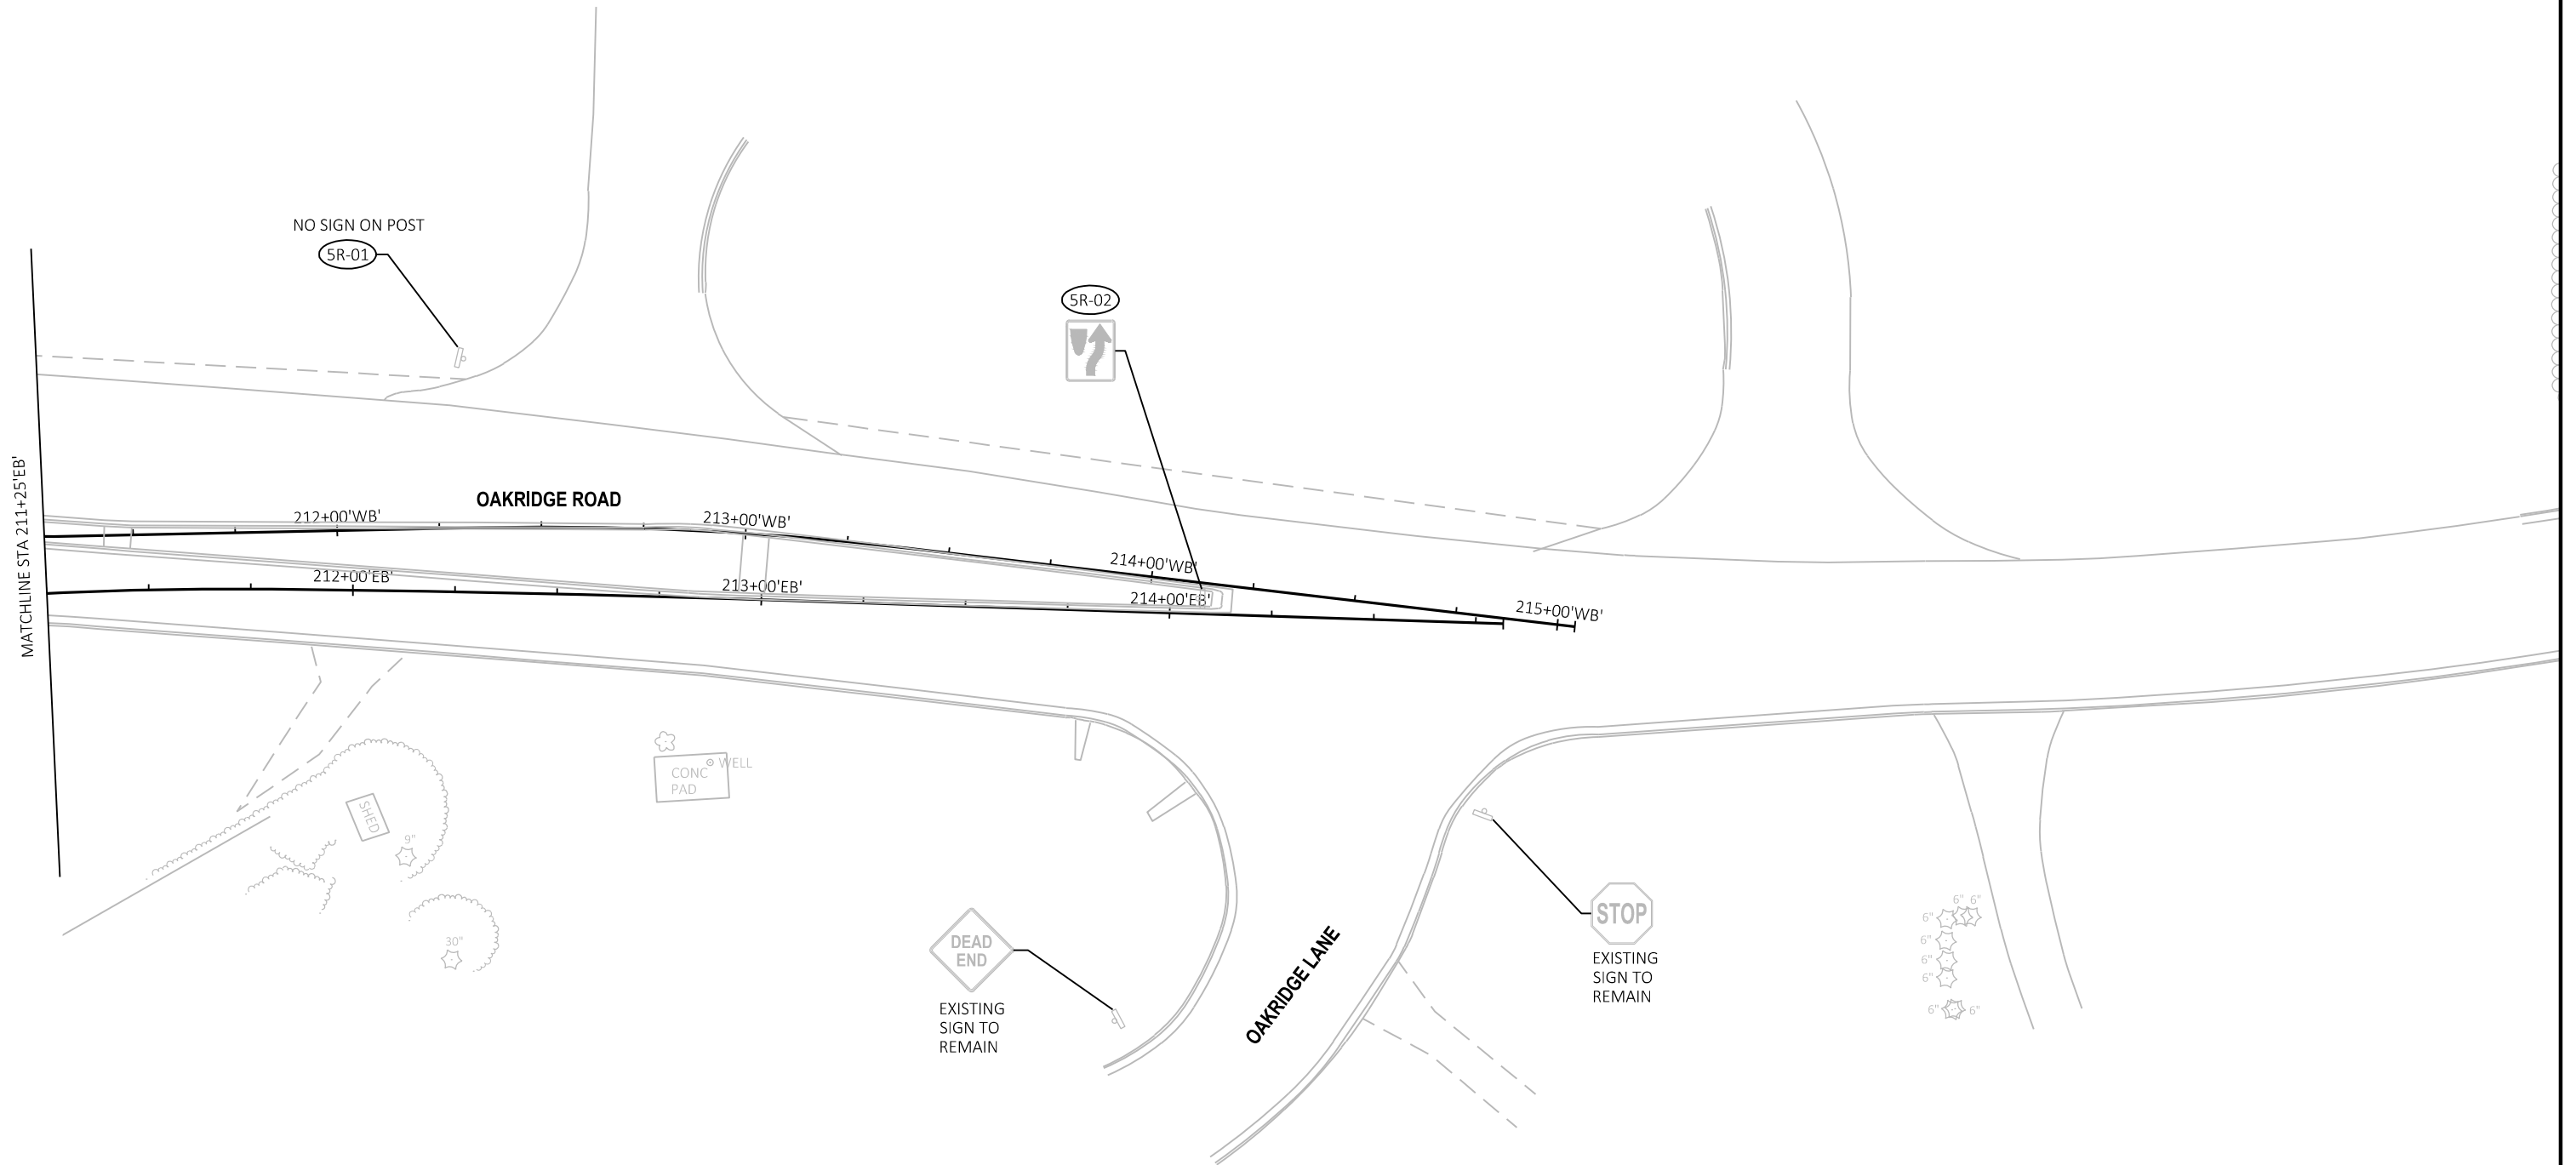 NO SIGN ON POST
5R-01
5R-02
MATCHLINE STA 211+25'EB'
OAKRIDGE ROAD
212+00'WB'
213+00'WB'
214+00'WB'
215+00'WB'
212+00'EB'
213+00'EB'
214+00'EB'
CONC
PAD
WELL
SHED
9"
30"
DEAD
END
EXISTING
SIGN TO
REMAIN
OAKRIDGE LANE
STOP
EXISTING
SIGN TO
REMAIN
6" 6"
6"
6"
6"
6"
6" 6"